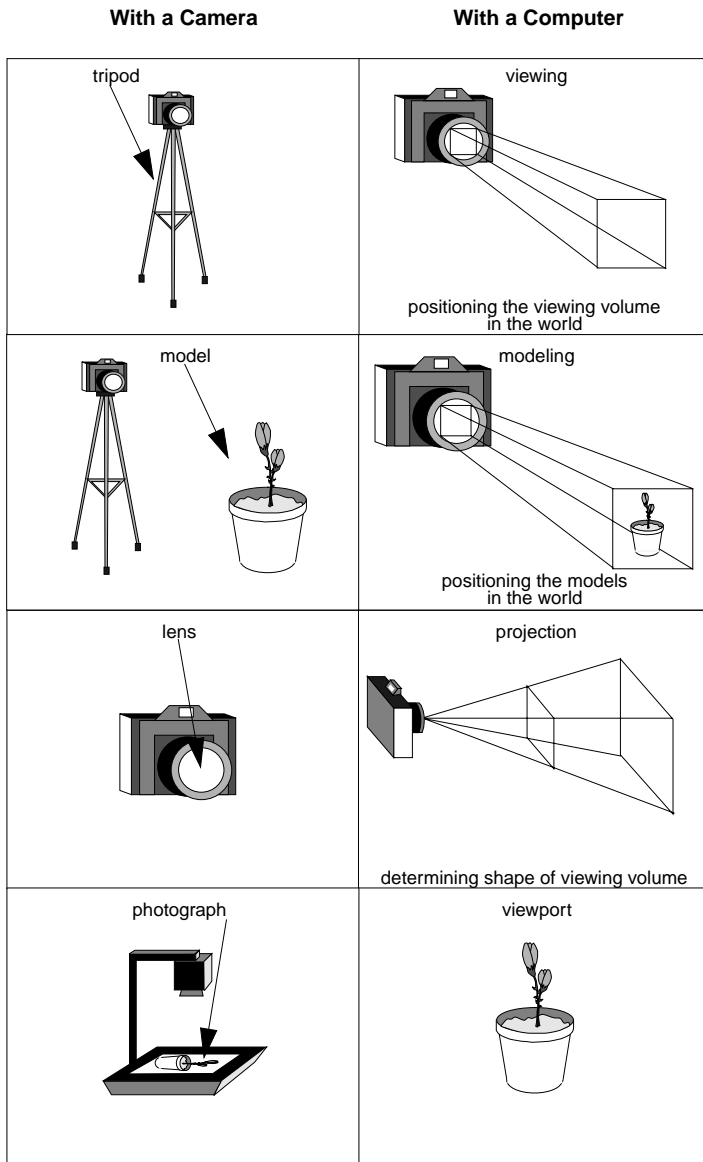 With a Camera
With a Computer
tripod
viewing
positioning the viewing volume
in the world
model
modeling
positioning the models
in the world
lens
projection
determining shape of viewing volume
photograph
viewport